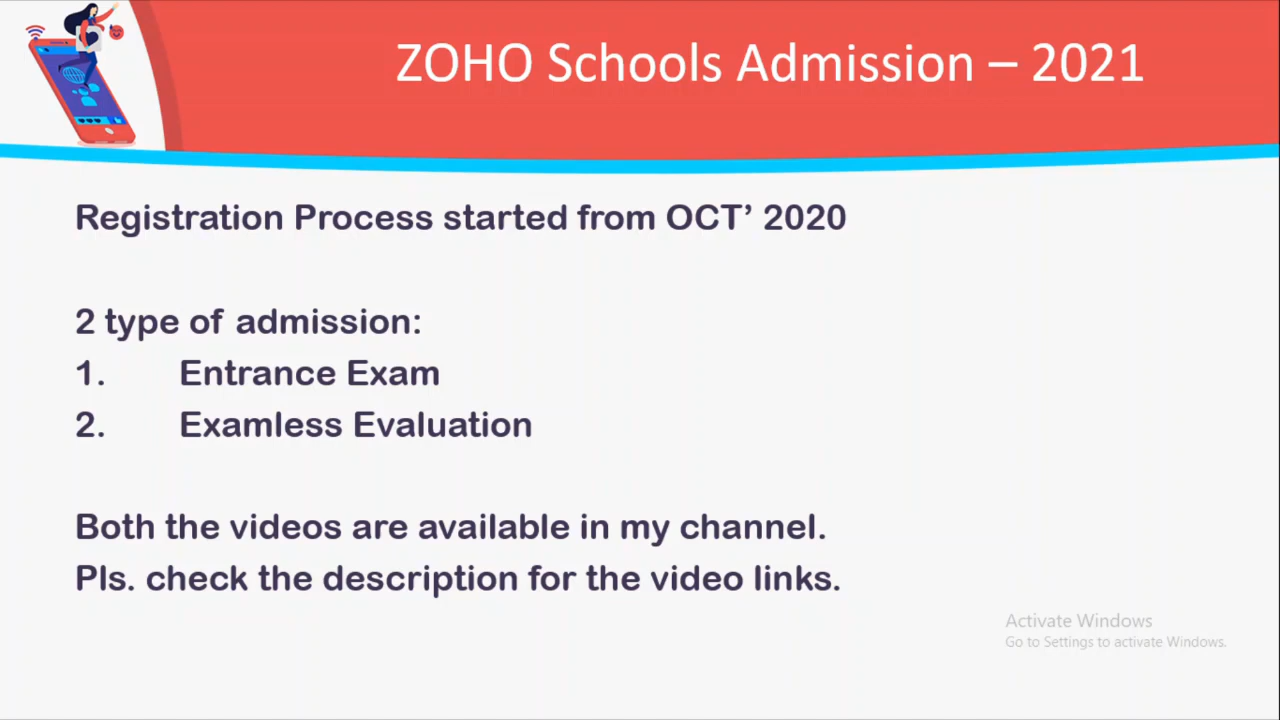 ZOHO Schools Admission – 2021
Registration Process started from OCT’ 2020
2 type of admission:
1. Entrance Exam
2. Examless Evaluation
Both the videos are available in my channel.
Pls. check the description for the video links.
Activate Windows
Go to Settings to activate Windows.